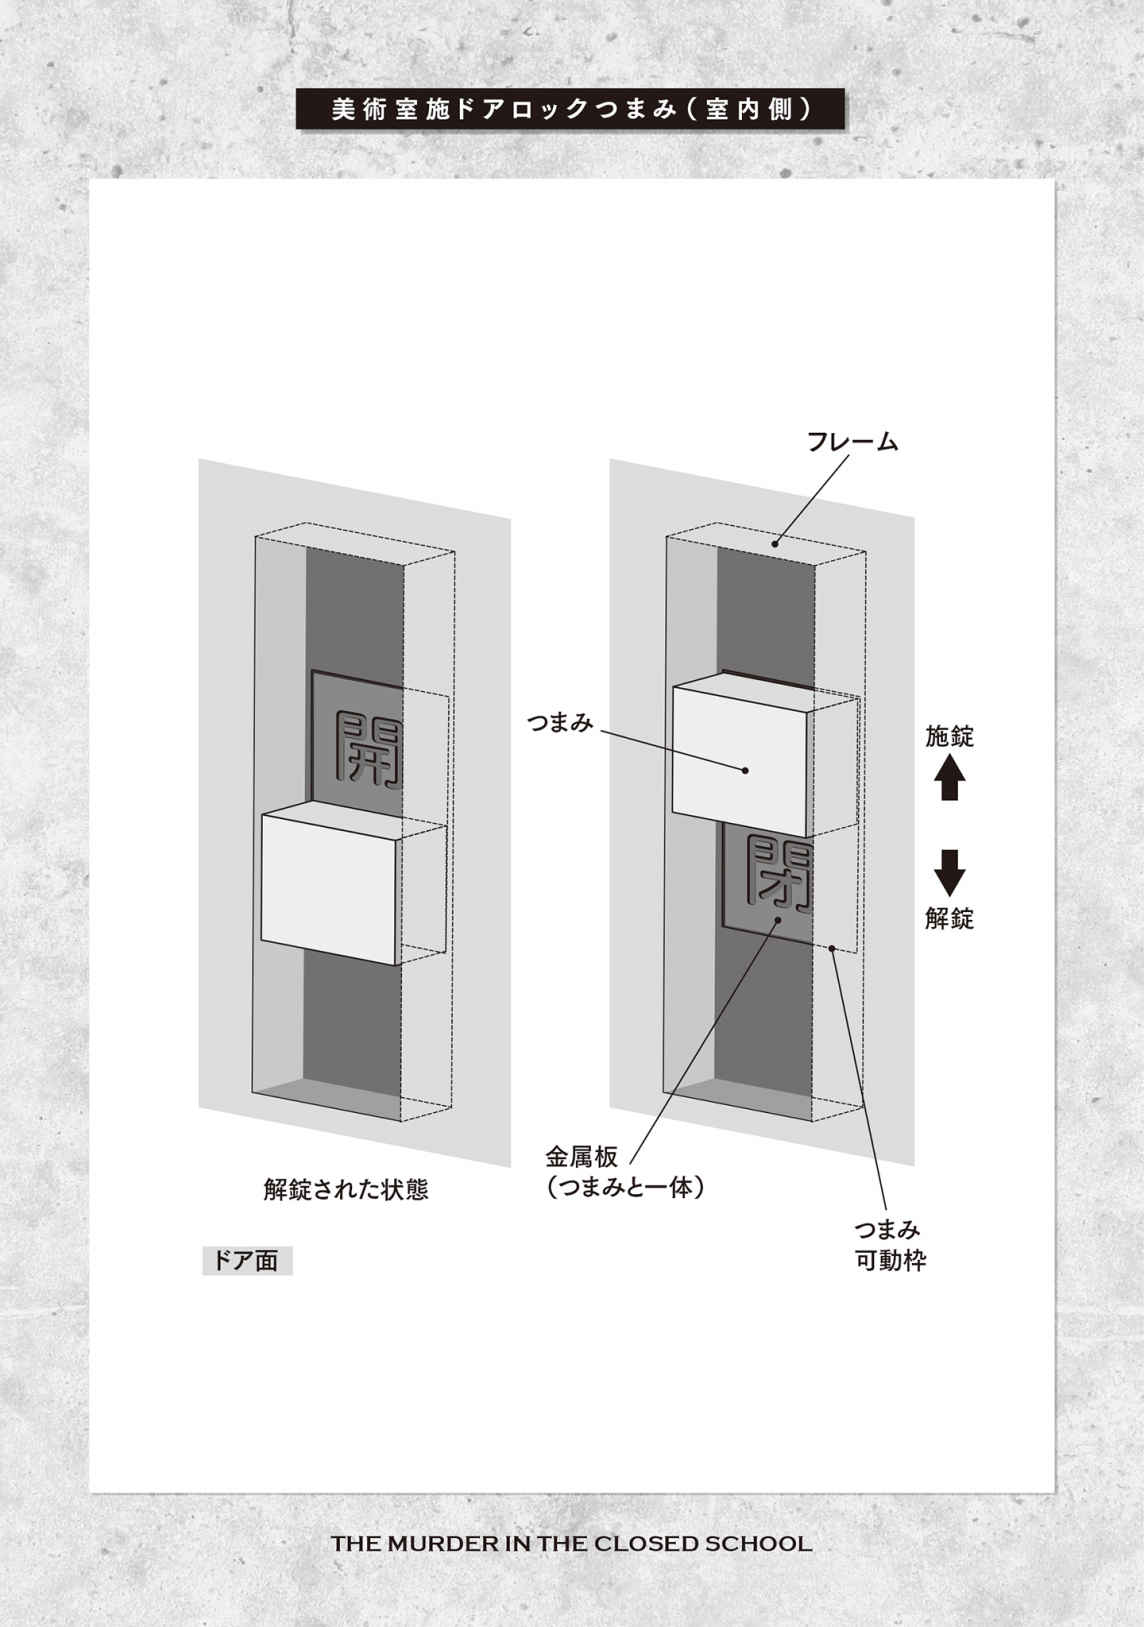 美術室施ドアロックつまみ(室内側)
フレーム
開
つまみ
施錠
閉
解錠
金属板
(つまみと一体)
解錠された状態
つまみ
可動枠
ドア面
THE MURDER IN THE CLOSED SCHOOL